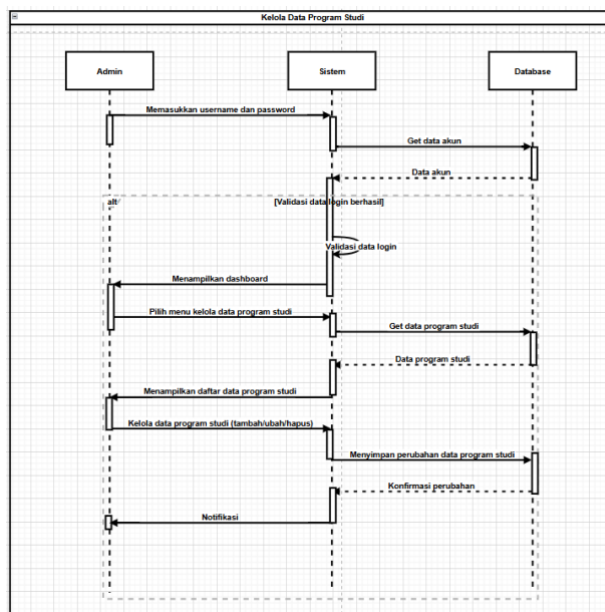 Kelola Data Program Studi
Admin
Sistem
Database
Memasukkan username dan password
Get data akun
Data akun
alt
[Validasi data login berhasil]
Validasi data login
Menampilkan dashboard
Pilih menu kelola data program studi
Get data program studi
Data program studi
Menampilkan daftar data program studi
Kelola data program studi (tambah/ubah/hapus)
Menyimpan perubahan data program studi
Konfirmasi perubahan
Notifikasi